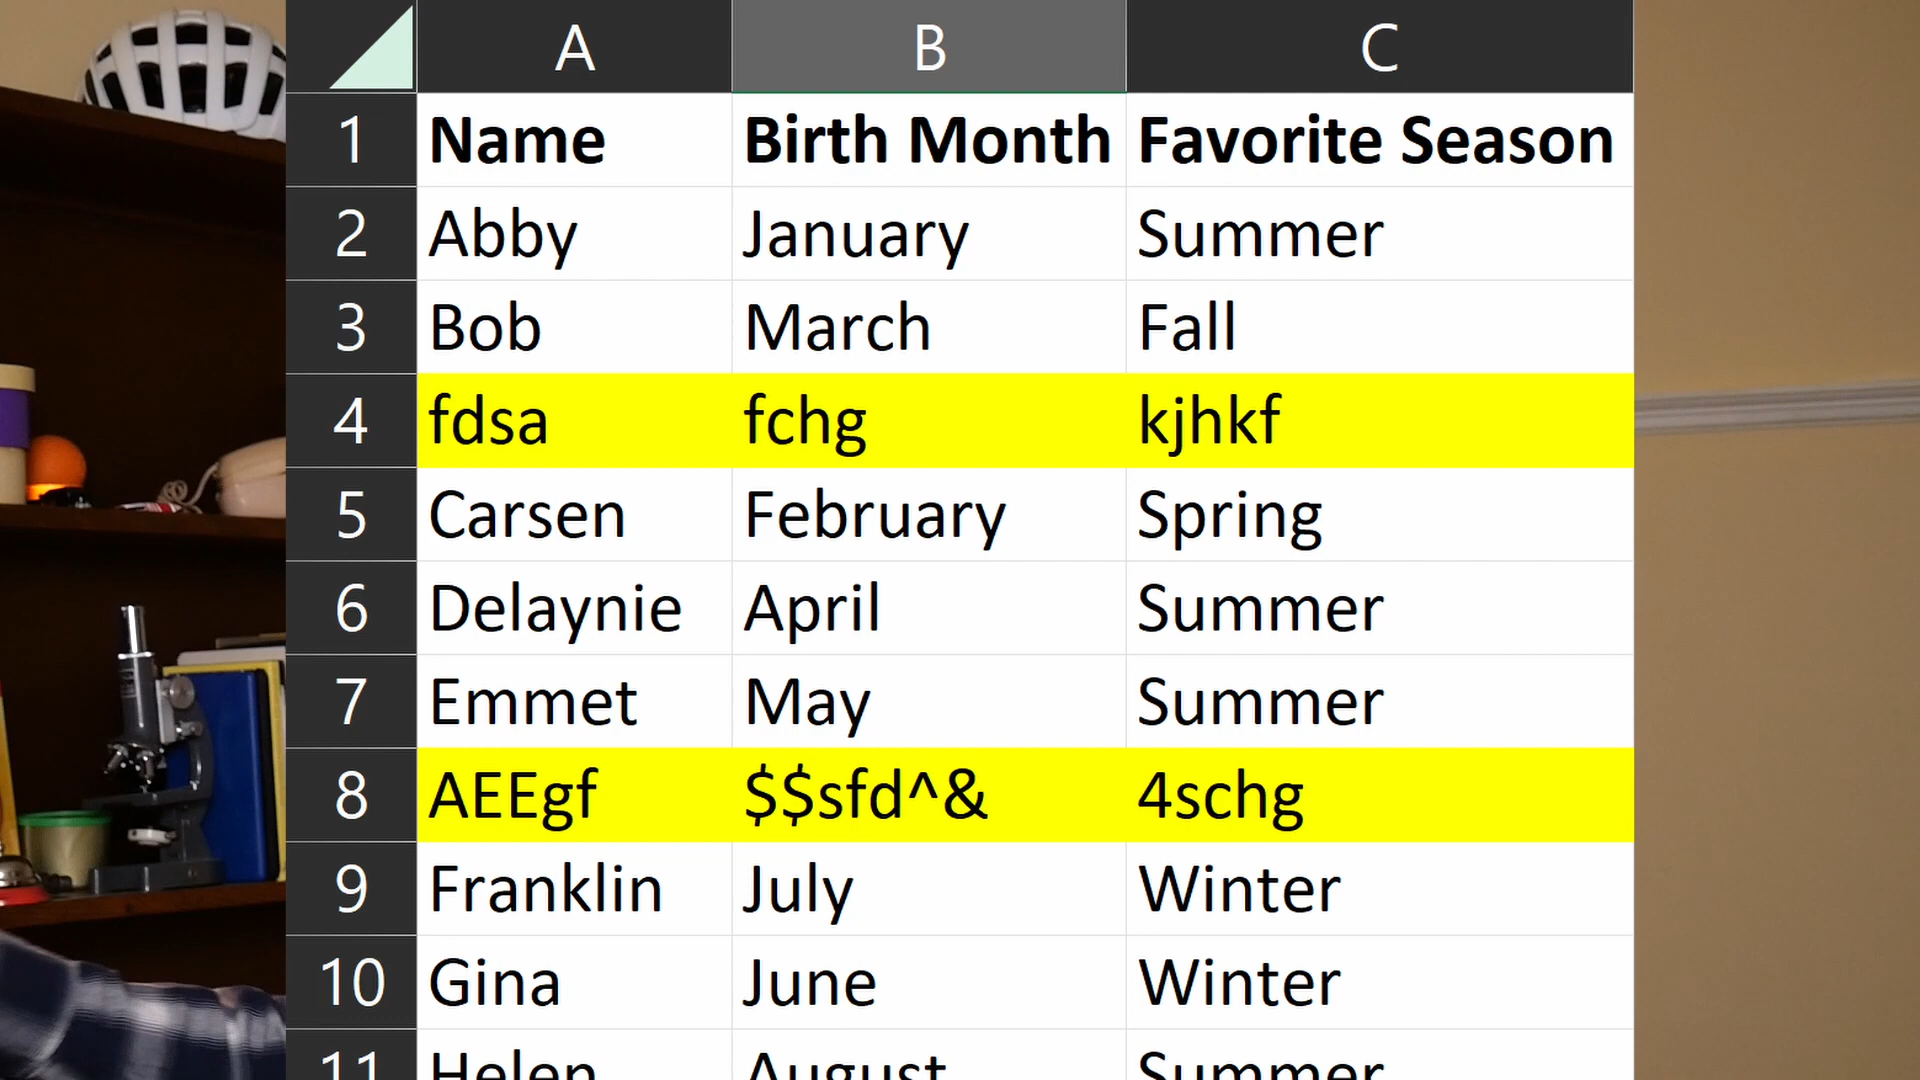 A B C
1 Name Birth Month Favorite Season
2 Abby January Summer
3 Bob March Fall
4 fdsa fchg kjhkf
5 Carsen February Spring
6 Delaynie April Summer
7 Emmet May Summer
8 AEEgf $$sfd^& 4schg
9 Franklin July Winter
10 Gina June Winter
11 Helen August Summer